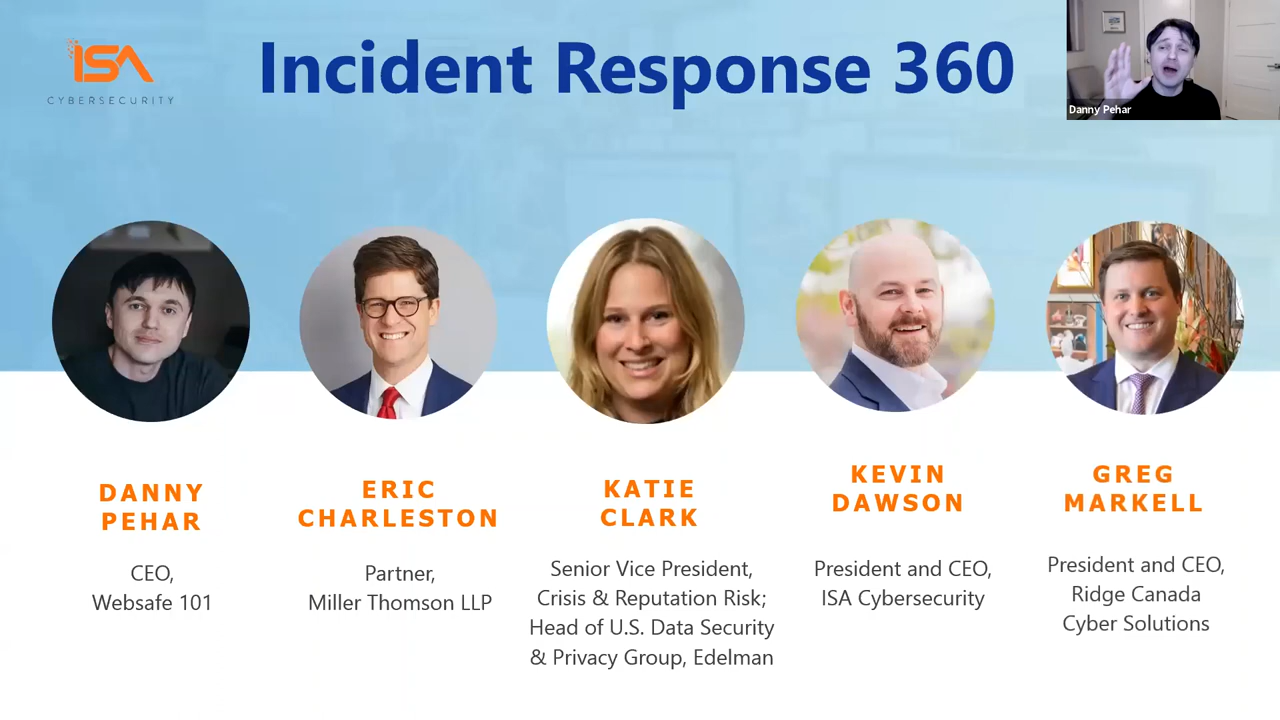 ISA
CYBERSECURITY
Incident Response 360
Danny Pehar
DANNY
PEHAR
CEO,
Websafe 101
ERIC
CHARLESTON
Partner,
Miller Thomson LLP
KATIE
CLARK
Senior Vice President,
Crisis & Reputation Risk;
Head of U.S. Data Security
& Privacy Group, Edelman
KEVIN
DAWSON
President and CEO,
ISA Cybersecurity
GREG
MARKELL
President and CEO,
Ridge Canada
Cyber Solutions